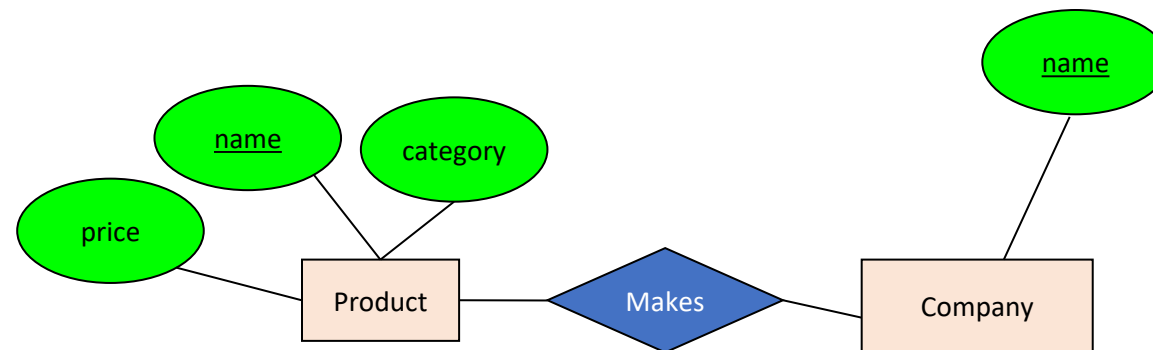 name
name
category
price
Product
Makes
Company